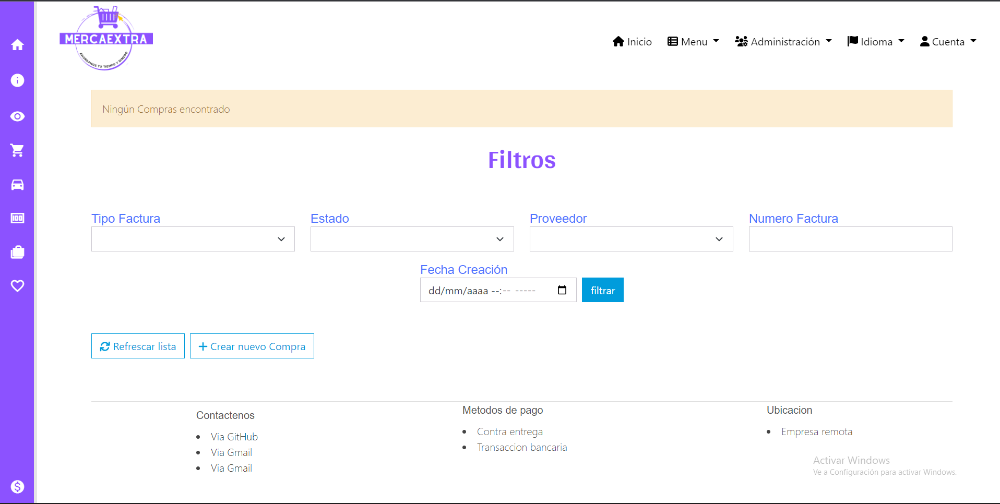 MERCAEXTRA
AHORRAMOS TU TIEMPO Y DINERO
Inicio
Menu
Administración
Idioma
Cuenta
Ningún Compras encontrado
Filtros
Tipo Factura
Estado
Proveedor
Numero Factura
Fecha Creación
dd/mm/aaaa --:-- -----
filtrar
Refrescar lista
Crear nuevo Compra
Contactenos
Via GitHub
Via Gmail
Via Gmail
Metodos de pago
Contra entrega
Transaccion bancaria
Ubicacion
Empresa remota
Activar Windows
Ve a Configuración para activar Windows.